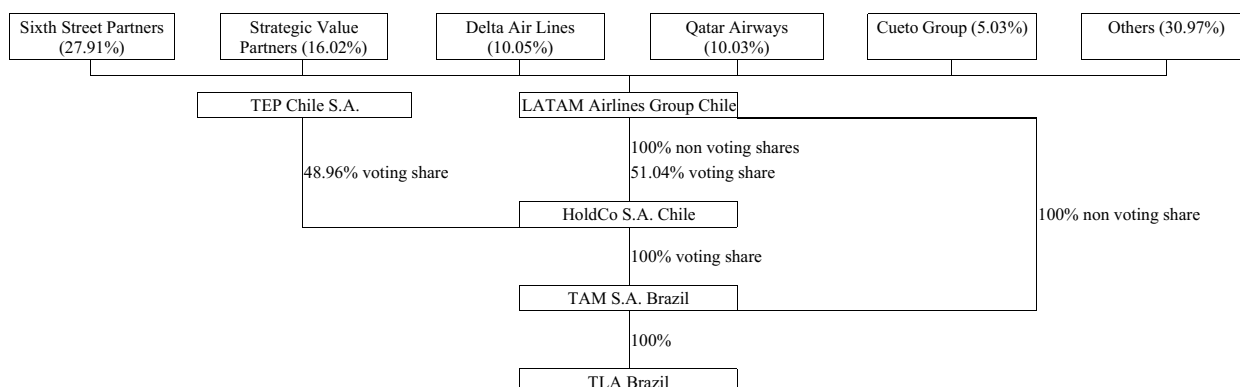 Sixth Street Partners
(27.91%)
Strategic Value
Partners (16.02%)
Delta Air Lines
(10.05%)
Qatar Airways
(10.03%)
Cueto Group (5.03%)
Others (30.97%)
TEP Chile S.A.
LATAM Airlines Group Chile
100% non voting shares
48.96% voting share
51.04% voting share
HoldCo S.A. Chile
100% non voting share
100% voting share
TAM S.A. Brazil
100%
TLA Brazil